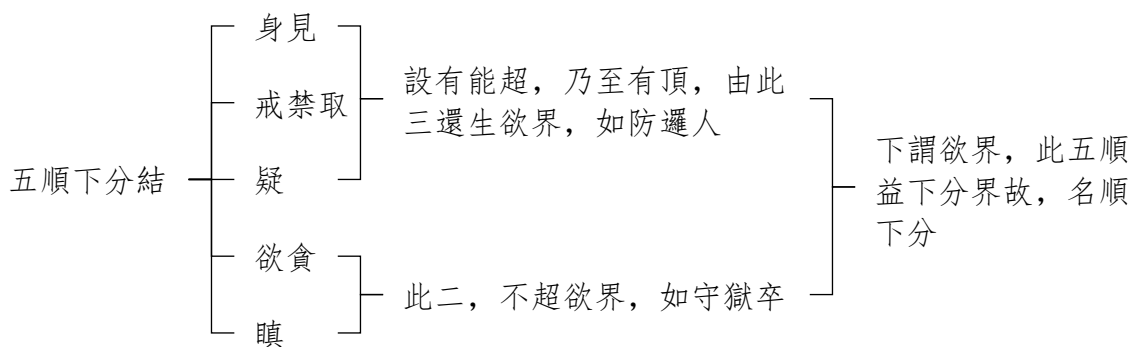 五順下分結
身見
戒禁取
疑
欲貪
瞋
設有能超，乃至有頂，由此
三還生欲界，如防邏人
此二，不超欲界，如守獄卒
下謂欲界，此五順
益下分界故，名順
下分